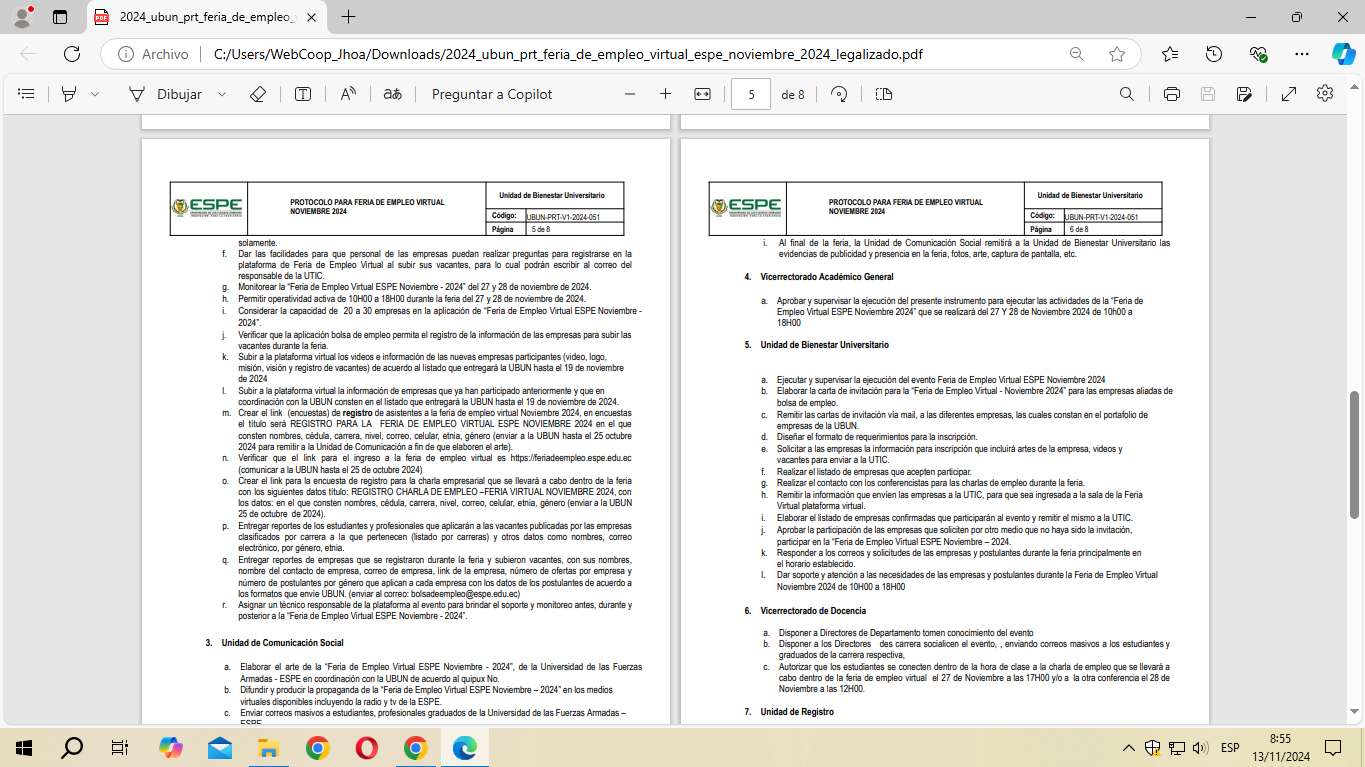 2024_ubun_prt_feria_de_empleo_v
Archivo
C:/Users/WebCoop_Jhoa/Downloads/2024_ubun_prt_feria_de_empleo_virtual_espe_noviembre_2024_legalizado.pdf
Dibujar
Preguntar a Copilot
5 de 8
ESPE
PROTOCOLO PARA FERIA DE EMPLEO VIRTUAL
NOVIEMBRE 2024
Unidad de Bienestar Universitario
Código: UBUN-PRT-V1-2024-051
Página 5 de 8
solamente.
f. Dar las facilidades para que personal de las empresas puedan realizar preguntas para registrarse en la
plataforma de Feria de Empleo Virtual al subir sus vacantes, para lo cual podrán escribir al correo del
responsable de la UTIC.
g. Monitorear la “Feria de Empleo Virtual ESPE Noviembre - 2024” del 27 y 28 de noviembre de 2024.
h. Permitir operatividad activa de 10H00 a 18H00 durante la feria del 27 y 28 de noviembre de 2024.
i. Considerar la capacidad de 20 a 30 empresas en la aplicación de “Feria de Empleo Virtual ESPE Noviembre -
2024”.
j. Verificar que la aplicación bolsa de empleo permita el registro de la información de las empresas para subir las
vacantes durante la feria.
k. Subir a la plataforma virtual los videos e información de las nuevas empresas participantes (video, logo,
misión, visión y registro de vacantes) de acuerdo al listado que entregará la UBUN hasta el 19 de noviembre
de 2024
l. Subir a la plataforma virtual la información de empresas que ya han participado anteriormente y que en
coordinación con la UBUN consten en el listado que entregará la UBUN hasta el 19 de noviembre de 2024.
m. Crear el link (encuestas) de registro de asistentes a la feria de empleo virtual Noviembre 2024, en encuestas
el título será REGISTRO PARA LA FERIA DE EMPLEO VIRTUAL ESPE NOVIEMBRE 2024 en el que
consten nombres, cédula, carrera, nivel, correo, celular, etnia, género (enviar a la UBUN hasta el 25 octubre
2024 para remitir a la Unidad de Comunicación a fin de que elaboren el arte).
n. Verificar que el link para el ingreso a la feria de empleo virtual es https://feriadeempleo.espe.edu.ec
(comunicar a la UBUN hasta el 25 de octubre 2024)
o. Crear el link para la encuesta de registro para la charla empresarial que se llevará a cabo dentro de la feria
con los siguientes datos título: REGISTRO CHARLA DE EMPLEO –FERIA VIRTUAL NOVIEMBRE 2024, con
los datos: en el que consten nombres, cédula, carrera, nivel, correo, celular, etnia, género (enviar a la UBUN
25 de octubre de 2024).
p. Entregar reportes de los estudiantes y profesionales que aplicarán a las vacantes publicadas por las empresas
clasificados por carrera a la que pertenecen (listado por carreras) y otros datos como nombres, correo
electrónico, por género, etnia.
q. Entregar reportes de empresas que se registraron durante la feria y subieron vacantes, con sus nombres,
nombre del contacto de empresa, correo de empresa, link de la empresa, número de ofertas por empresa y
número de postulantes por género que aplican a cada empresa con los datos de los postulantes de acuerdo a
los formatos que envíe UBUN. (enviar al correo: bolsadeempleo@espe.edu.ec)
r. Asignar un técnico responsable de la plataforma al evento para brindar el soporte y monitoreo antes, durante y
posterior a la “Feria de Empleo Virtual ESPE Noviembre - 2024”.
3. Unidad de Comunicación Social
a. Elaborar el arte de la “Feria de Empleo Virtual ESPE Noviembre - 2024”, de la Universidad de las Fuerzas
Armadas - ESPE en coordinación con la UBUN de acuerdo al quipux No.
b. Difundir y producir la propaganda de la “Feria de Empleo Virtual ESPE Noviembre – 2024” en los medios
virtuales disponibles incluyendo la radio y tv de la ESPE.
c. Enviar correos masivos a estudiantes, profesionales graduados de la Universidad de las Fuerzas Armadas –
ESPE
ESPE
PROTOCOLO PARA FERIA DE EMPLEO VIRTUAL
NOVIEMBRE 2024
Unidad de Bienestar Universitario
Código: UBUN-PRT-V1-2024-051
Página 6 de 8
i. Al final de la feria, la Unidad de Comunicación Social remitirá a la Unidad de Bienestar Universitario las
evidencias de publicidad y presencia en la feria, fotos, arte, captura de pantalla, etc.
4. Vicerrectorado Académico General
a. Aprobar y supervisar la ejecución del presente instrumento para ejecutar las actividades de la “Feria de
Empleo Virtual ESPE Noviembre 2024” que se realizará del 27 Y 28 de Noviembre 2024 de 10h00 a
18H00
5. Unidad de Bienestar Universitario
a. Ejecutar y supervisar la ejecución del evento Feria de Empleo Virtual ESPE Noviembre 2024
b. Elaborar la carta de invitación para la “Feria de Empleo Virtual - Noviembre 2024” para las empresas aliadas de
bolsa de empleo.
c. Remitir las cartas de invitación vía mail, a las diferentes empresas, las cuales constan en el portafolio de
empresas de la UBUN.
d. Diseñar el formato de requerimientos para la inscripción.
e. Solicitar a las empresas la información para inscripción que incluirá artes de la empresa, videos y
vacantes para enviar a la UTIC.
f. Realizar el listado de empresas que acepten participar.
g. Realizar el contacto con los conferencistas para las charlas de empleo durante la feria.
h. Remitir la información que envíen las empresas a la UTIC, para que sea ingresada a la sala de la Feria
Virtual plataforma virtual.
i. Elaborar el listado de empresas confirmadas que participarán al evento y remitir el mismo a la UTIC.
j. Aprobar la participación de las empresas que soliciten por otro medio que no haya sido la invitación,
participar en la “Feria de Empleo Virtual ESPE Noviembre – 2024.
k. Responder a los correos y solicitudes de las empresas y postulantes durante la feria principalmente en
el horario establecido.
l. Dar soporte y atención a las necesidades de las empresas y postulantes durante la Feria de Empleo Virtual
Noviembre 2024 de 10H00 a 18H00
6. Vicerrectorado de Docencia
a. Disponer a Directores de Departamento tomen conocimiento del evento
b. Disponer a los Directores des carrera socialicen el evento, , enviando correos masivos a los estudiantes y
graduados de la carrera respectiva,
c. Autorizar que los estudiantes se conecten dentro de la hora de clase a la charla de empleo que se llevará a
cabo dentro de la feria de empleo virtual el 27 de Noviembre a las 17H00 y/o a la otra conferencia el 28 de
Noviembre a las 12H00.
7. Unidad de Registro
ESP
8:55
13/11/2024